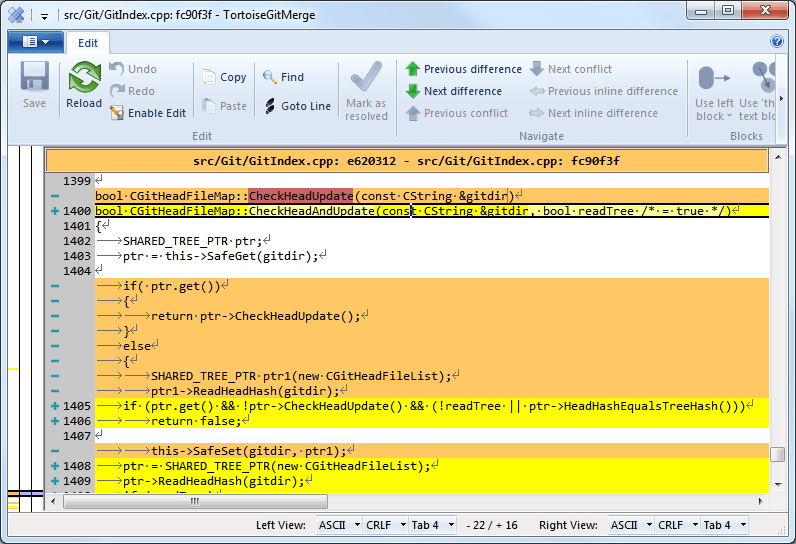 src/Git/GitIndex.cpp: fc90f3f - TortoiseGitMerge
Edit
Save
Reload
Undo
Redo
Enable Edit
Copy
Paste
Find
Goto Line
Mark as resolved
Previous difference
Next difference
Previous conflict
Next conflict
Previous inline difference
Next inline difference
Use left block
Use 'th text bl
Edit
Navigate
Blocks
src/Git/GitIndex.cpp: e620312 - src/Git/GitIndex.cpp: fc90f3f
1399
- bool CGitHeadFileMap::CheckHeadUpdate(const CString &gitdir)
+ 1400 bool CGitHeadFileMap::CheckHeadAndUpdate(const CString &gitdir, bool readTree /* = true */)
1401 {
1402 SHARED_TREE_PTR ptr;
1403 ptr = this->SafeGet(gitdir);
1404
- if( ptr.get())
- {
- return ptr->CheckHeadUpdate();
- }
- else
- {
- SHARED_TREE_PTR ptr1(new CGitHeadFileList);
- ptr1->ReadHeadHash(gitdir);
+ 1405 if (ptr.get() && !ptr->CheckHeadUpdate() && (!readTree || ptr->HeadHashEqualsTreeHash()))
+ 1406 return false;
1407
- this->SafeSet(gitdir, ptr1);
+ 1408 ptr = SHARED_TREE_PTR(new CGitHeadFileList);
+ 1409 ptr->ReadHeadHash(gitdir);
Left View: ASCII CRLF Tab 4 - 22 / + 16 Right View: ASCII CRLF Tab 4